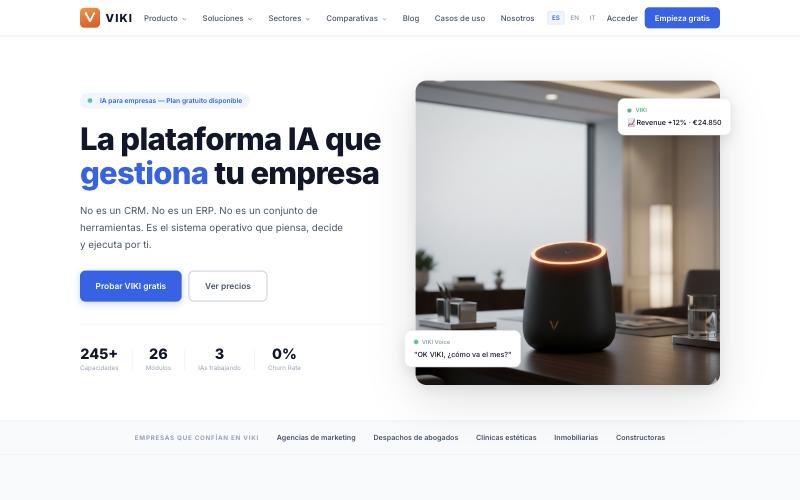 VIKI
Producto
Soluciones
Sectores
Comparativas
Blog
Casos de uso
Nosotros
ES
EN
IT
Acceder
Empieza gratis
IA para empresas — Plan gratuito disponible
La plataforma IA que
gestiona tu empresa
No es un CRM. No es un ERP. No es un conjunto de
herramientas. Es el sistema operativo que piensa, decide
y ejecuta por ti.
Probar VIKI gratis
Ver precios
245+
Capacidades
26
Módulos
3
IAs trabajando
0%
Churn Rate
VIKI
Revenue +12% · €24.850
VIKI Voice
"OK VIKI, ¿cómo va el mes?"
EMPRESAS QUE CONFÍAN EN VIKI
Agencias de marketing
Despachos de abogados
Clínicas estéticas
Inmobiliarias
Constructoras